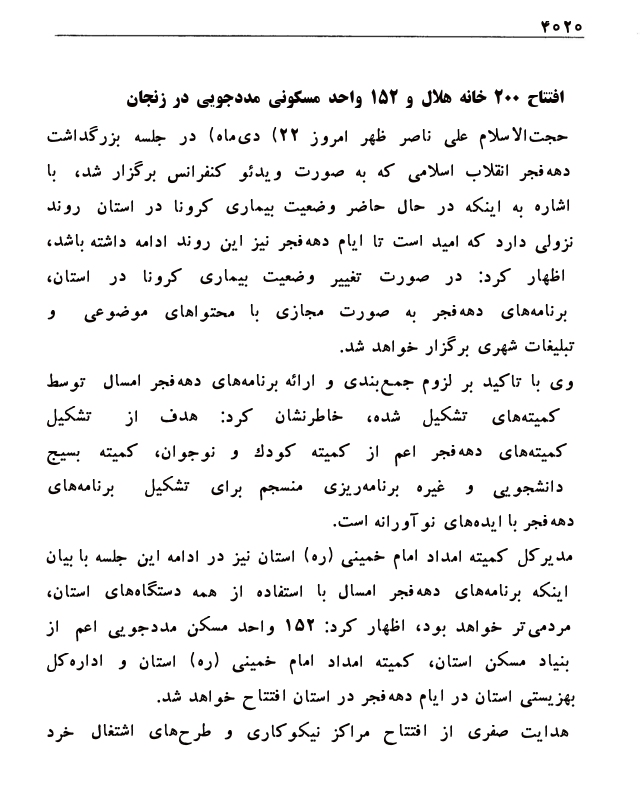 ۴۰۲۰
افتتاح ۲۰۰ خانه هلال و ۱۵۲ واحد مسکونی مددجویی در زنجان
حجت‌الاسلام علی ناصر ظهر امروز ۲۲) دی‌ماه) در جلسه بزرگداشت
دهه‌فجر انقلاب اسلامی که به صورت ویدئو کنفرانس برگزار شد، با
اشاره به اینکه در حال حاضر وضعیت بیماری کرونا در استان روند
نزولی دارد که امید است تا ایام دهه‌فجر نیز این روند ادامه داشته باشد،
اظهار کرد: در صورت تغییر وضعیت بیماری کرونا در استان،
برنامه‌های دهه‌فجر به صورت مجازی با محتواهای موضوعی و
تبلیغات شهری برگزار خواهد شد.
وی با تاکید بر لزوم جمع‌بندی و ارائه برنامه‌های دهه‌فجر امسال توسط
کمیته‌های تشکیل شده، خاطرنشان کرد: هدف از تشکیل
کمیته‌های دهه‌فجر اعم از کمیته کودک و نوجوان، کمیته بسیج
دانشجویی و غیره برنامه‌ریزی منسجم برای تشکیل برنامه‌های
دهه‌فجر با ایده‌های نوآورانه است.
مدیرکل کمیته امداد امام خمینی (ره) استان نیز در ادامه این جلسه با بیان
اینکه برنامه‌های دهه‌فجر امسال با استفاده از همه دستگاه‌های استان،
مردمی‌تر خواهد بود، اظهار کرد: ۱۵۲ واحد مسکن مددجویی اعم از
بنیاد مسکن استان، کمیته امداد امام خمینی (ره) استان و اداره‌کل
بهزیستی استان در ایام دهه‌فجر در استان افتتاح خواهد شد.
هدایت صفری از افتتاح مراکز نیکوکاری و طرح‌های اشتغال خرد